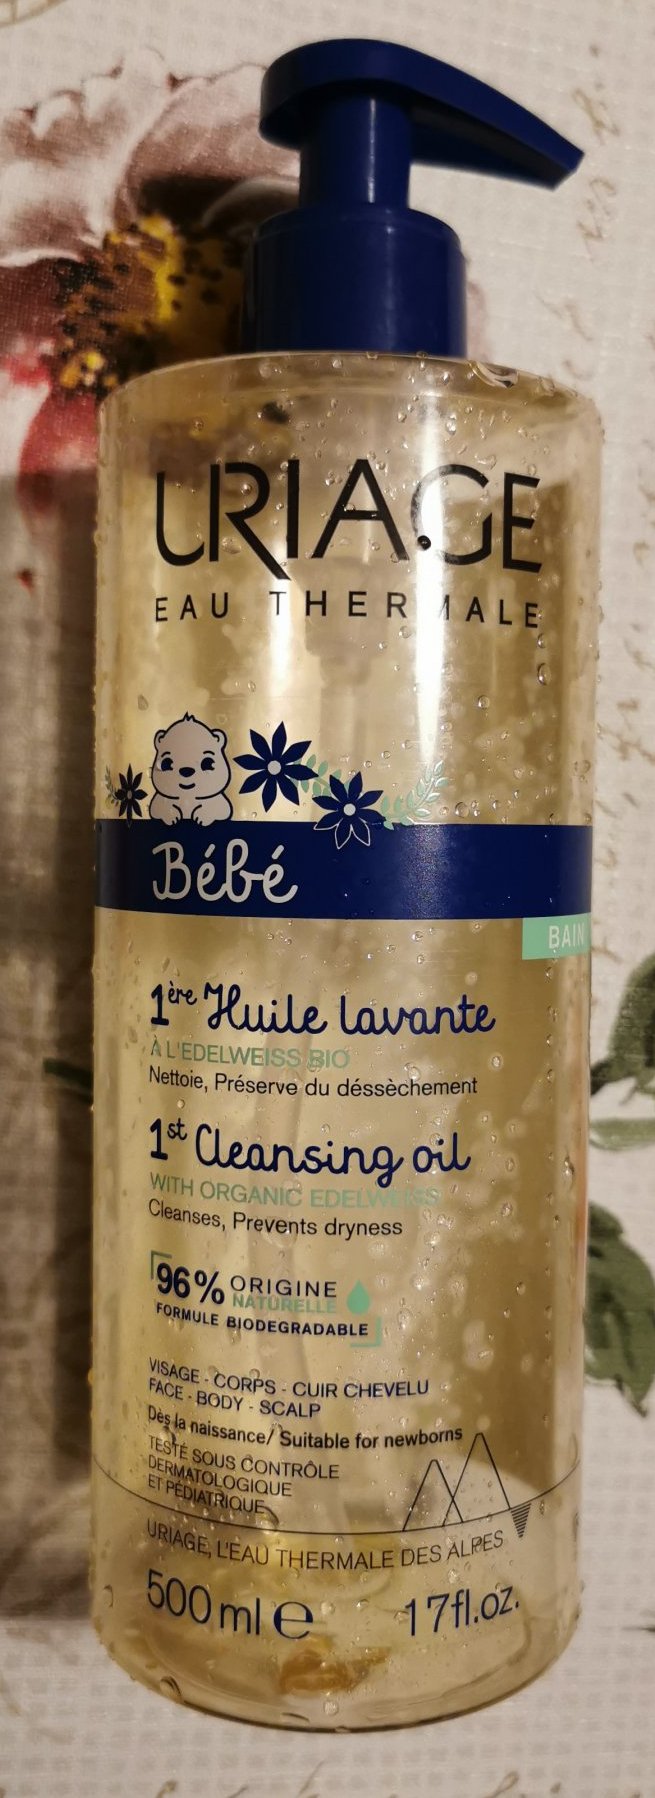 URIAGE
EAU THERMALE
Bébé
BAIN
1ère Huile lavante
À L'EDELWEISS BIO
Nettoie, Préserve du déssèchement
1st Cleansing oil
WITH ORGANIC EDELWEISS
Cleanses, Prevents dryness
96% ORIGINE
NATURELLE
FORMULE BIODEGRADABLE
VISAGE - CORPS - CUIR CHEVELU
FACE - BODY - SCALP
Dès la naissance/ Suitable for newborns
TESTÉ SOUS CONTRÔLE
DERMATOLOGIQUE
ET PÉDIATRIQUE
URIAGE, L'EAU THERMALE DES ALPES
500 ml e 17fl.oz.